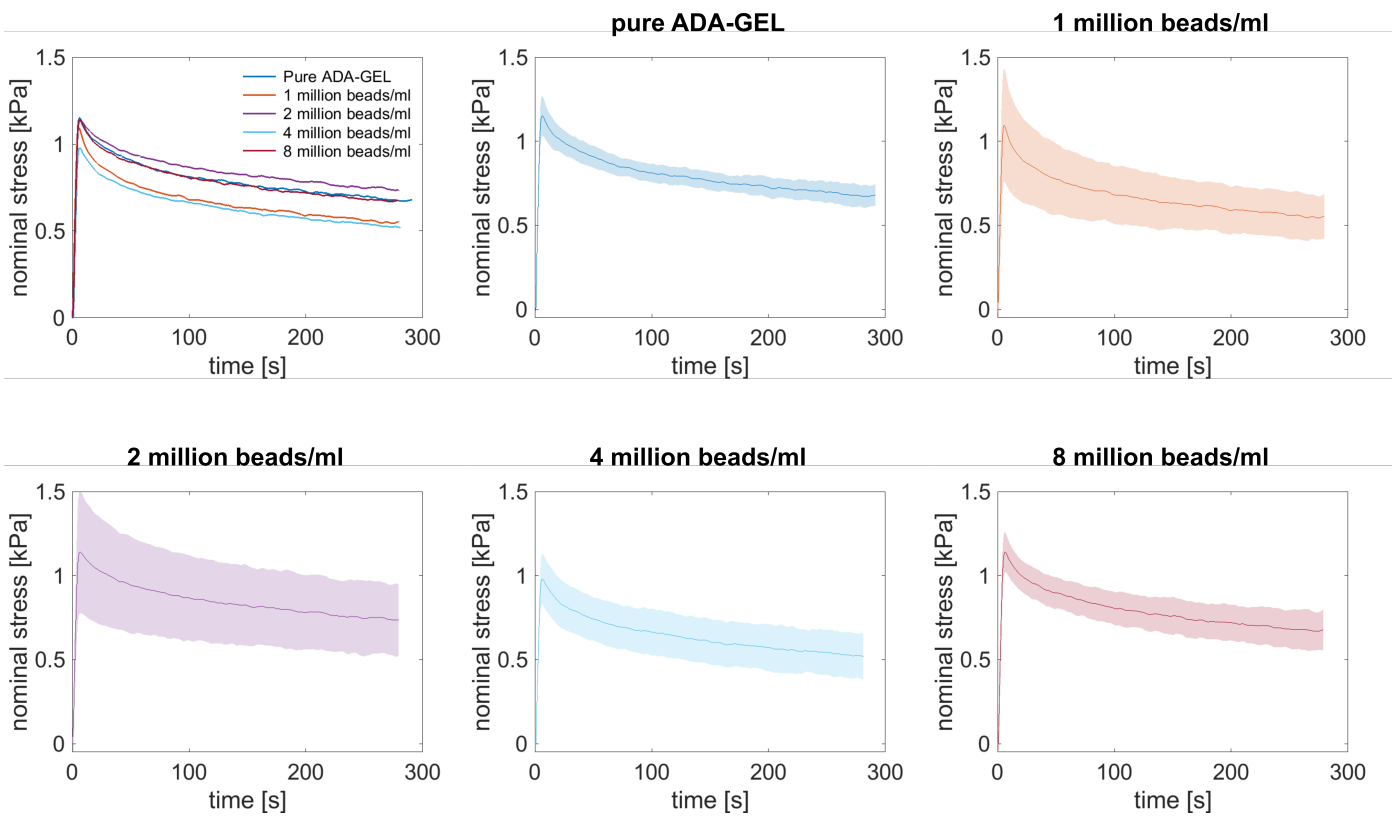 pure ADA-GEL
1 million beads/ml
1.5
1
0.5
0
nominal stress [kPa]
Pure ADA-GEL
1 million beads/ml
2 million beads/ml
4 million beads/ml
8 million beads/ml
0 100 200 300
time [s]
1.5
1
0.5
0
nominal stress [kPa]
0 100 200 300
time [s]
1.5
1
0.5
0
nominal stress [kPa]
0 100 200 300
time [s]
2 million beads/ml
4 million beads/ml
8 million beads/ml
1.5
1
0.5
0
nominal stress [kPa]
0 100 200 300
time [s]
1.5
1
0.5
0
nominal stress [kPa]
0 100 200 300
time [s]
1.5
1
0.5
0
nominal stress [kPa]
0 100 200 300
time [s]